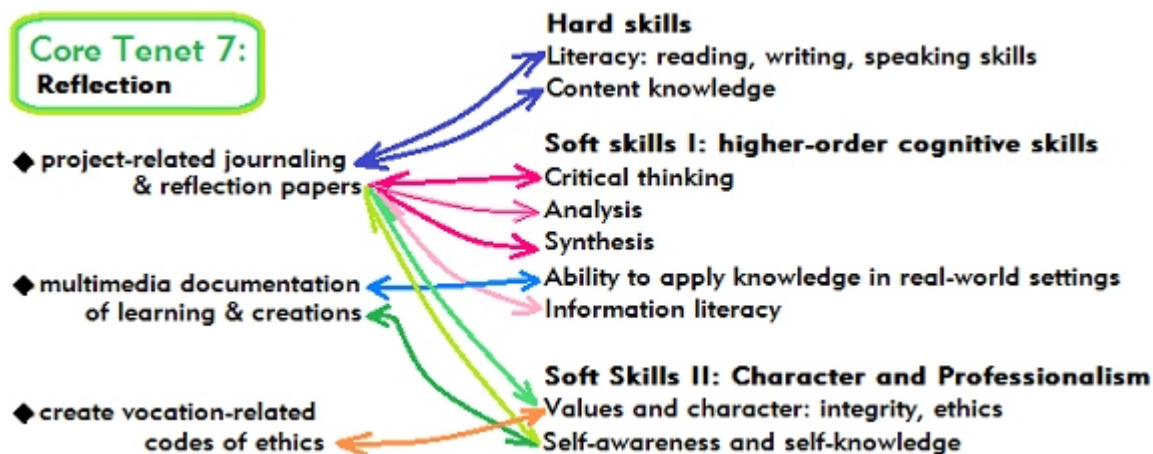 Core Tenet 7:
Reflection
◆ project-related journaling
& reflection papers
◆ multimedia documentation
of learning & creations
◆ create vocation-related
codes of ethics
Hard skills
Literacy: reading, writing, speaking skills
Content knowledge
Soft skills I: higher-order cognitive skills
Critical thinking
Analysis
Synthesis
Ability to apply knowledge in real-world settings
Information literacy
Soft Skills II: Character and Professionalism
Values and character: integrity, ethics
Self-awareness and self-knowledge